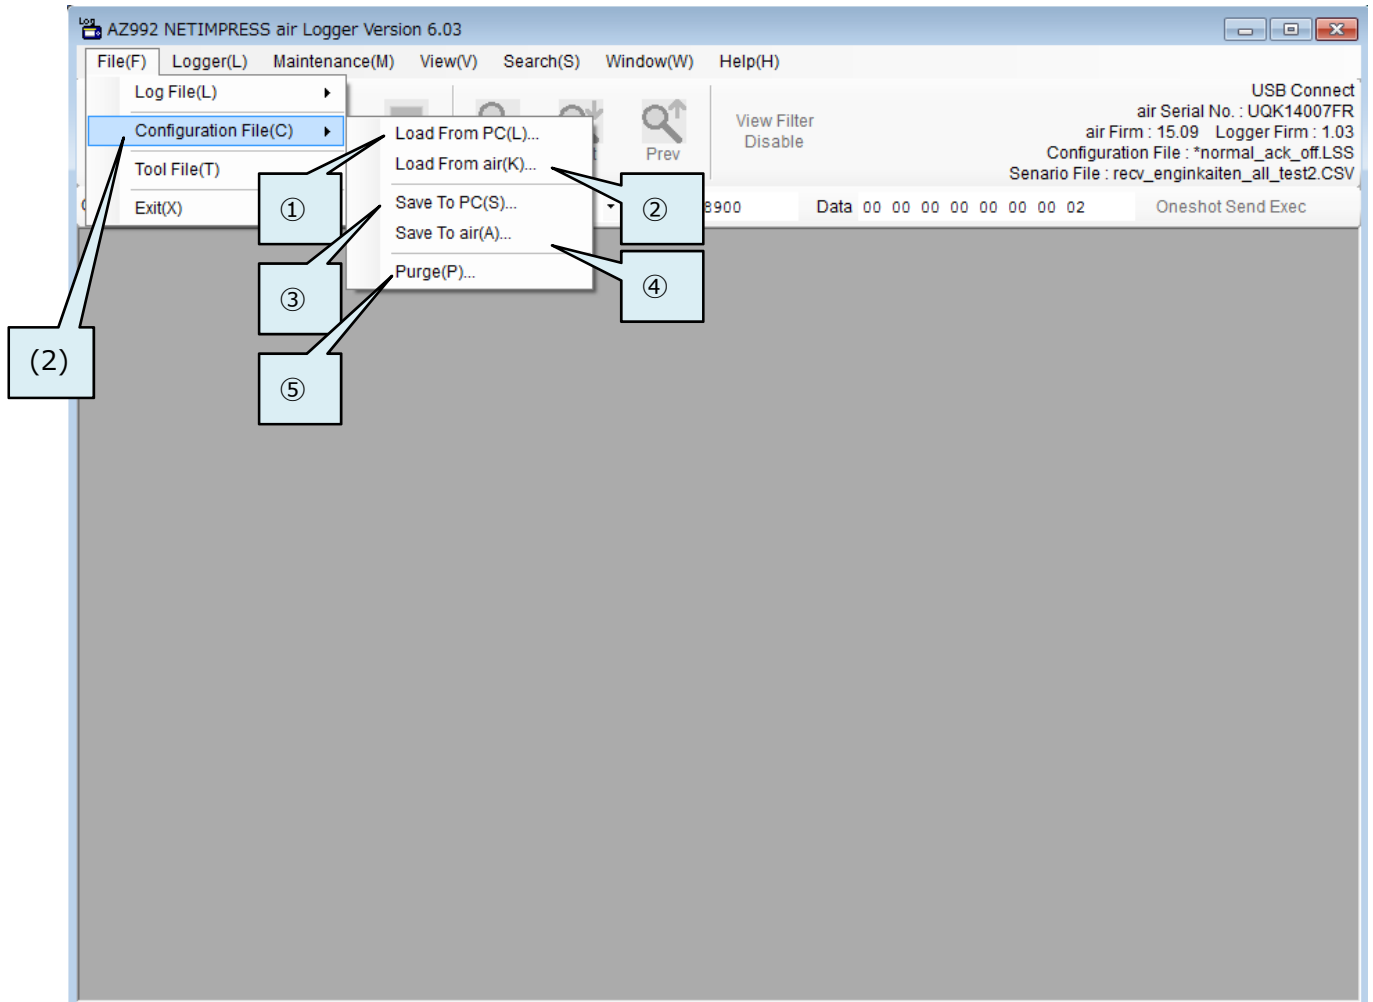 Log
AZ992 NETIMPRESS air Logger Version 6.03
File(F) Logger(L) Maintenance(M) View(V) Search(S) Window(W) Help(H)
Log File(L)
Configuration File(C)
Tool File(T)
Exit(X)
Load From PC(L)...
Load From air(K)...
Save To PC(S)...
Save To air(A)...
Purge(P)...
Prev
View Filter
Disable
USB Connect
air Serial No. : UQK14007FR
air Firm : 15.09 Logger Firm : 1.03
Configuration File : *normal_ack_off.LSS
Senario File : recv_enginkaiten_all_test2.CSV
8900 Data 00 00 00 00 00 00 00 02 Oneshot Send Exec
①
②
③
④
(2)
⑤